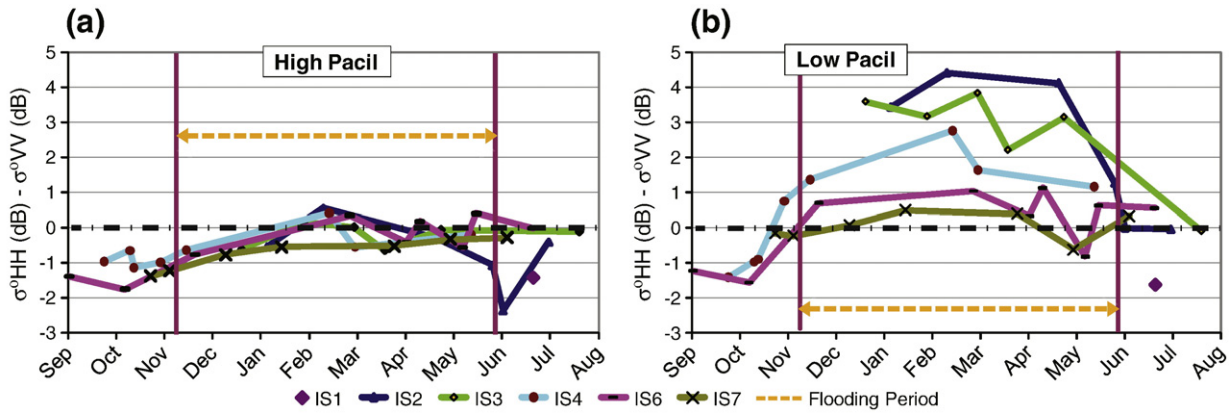 (a)
High Pacil
σ°HH (dB) - σ°VV (dB)
5
4
3
2
1
0
-1
-2
-3
Sep Oct Nov Dec Jan Feb Mar Apr May Jun Jul Aug
(b)
Low Pacil
σ°HH (dB) - σ°VV (dB)
5
4
3
2
1
0
-1
-2
-3
Sep Oct Nov Dec Jan Feb Mar Apr May Jun Jul Aug
IS1 IS2 IS3 IS4 IS6 IS7 Flooding Period